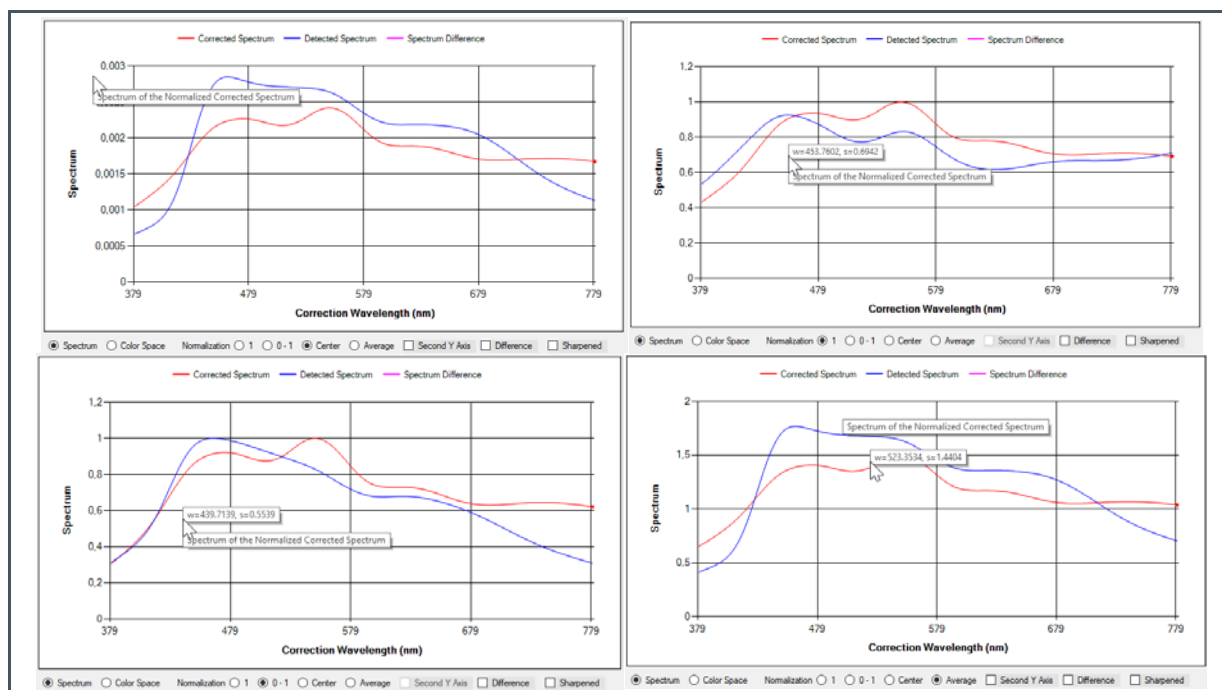 Corrected Spectrum Detected Spectrum Spectrum Difference
0,003
Spectrum of the Normalized Corrected Spectrum
0,002
0,0015
0,001
0,0005
0
Spectrum
379 479 579 679 779
Correction Wavelength (nm)
Spectrum Color Space Normalization 1 0 - 1 Center Average Second Y Axis Difference Sharpened
Corrected Spectrum Detected Spectrum Spectrum Difference
1,2
1
0,8
w=453.7602, s=0.6942
Spectrum of the Normalized Corrected Spectrum
0,6
0,4
0,2
0
Spectrum
379 479 579 679 779
Correction Wavelength (nm)
Spectrum Color Space Normalization 1 0 - 1 Center Average Second Y Axis Difference Sharpened
Corrected Spectrum Detected Spectrum Spectrum Difference
1,2
1
0,8
0,6
w=439.7139, s=0.5539
Spectrum of the Normalized Corrected Spectrum
0,4
0,2
0
Spectrum
379 479 579 679 779
Correction Wavelength (nm)
Spectrum Color Space Normalization 1 0 - 1 Center Average Second Y Axis Difference Sharpened
Corrected Spectrum Detected Spectrum Spectrum Difference
2
Spectrum of the Normalized Corrected Spectrum
1,5
w=523.3534, s=1.4404
1
0,5
0
Spectrum
379 479 579 679 779
Correction Wavelength (nm)
Spectrum Color Space Normalization 1 0 - 1 Center Average Second Y Axis Difference Sharpened